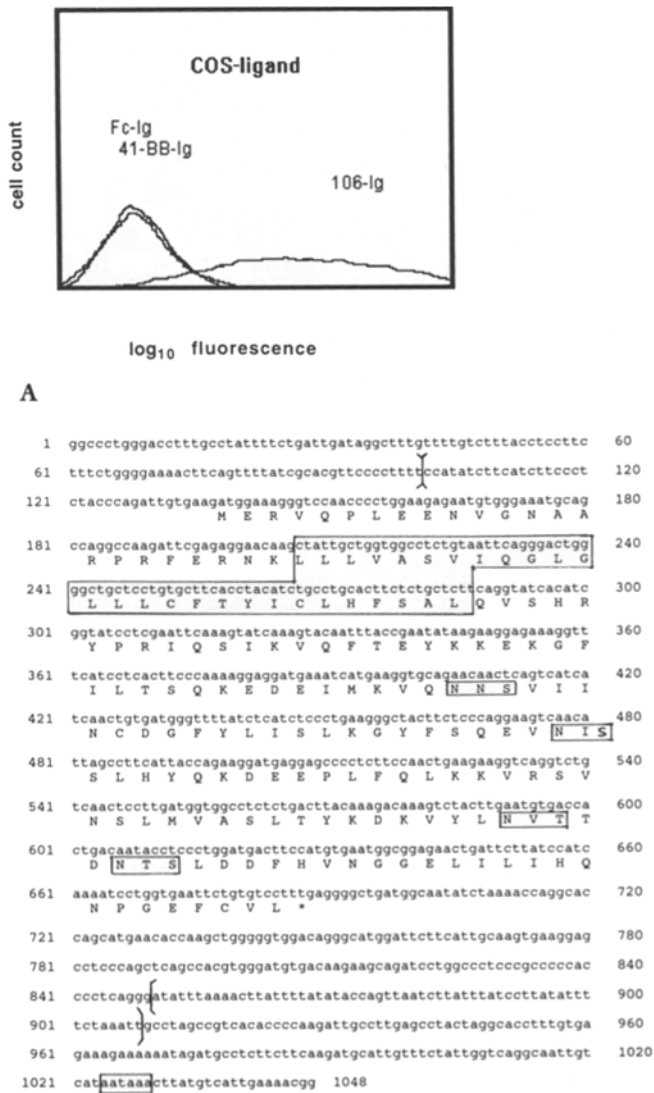 COS-ligand
Fc-Ig
41-BB-Ig
106-Ig
cell count
log10 fluorescence
A
1 ggccctgggacctttgcctattttctgattgataggctttgttttgtctttacctccttc 60
61 tttctggggaaaacttcagttttatcgcacgttccccttttccatatcttcatcttccct 120
121 ctacccagattgtgaagatggaaagggtccaacccctggaagagaatgtgggaaatgcag 180
M E R V Q P L E E N V G N A A
181 ccaggccaagattcgagaggaacaagctattgctggtggcctctgtaattcagggactgg 240
R P R F E R N K L L L V A S V I Q G L G
241 ggctgctcctgtgcttcacctacatctgcctgcacttctctgctcttcaggtatcacatc 300
L L L C F T Y I C L H F S A L Q V S H R
301 ggtatcctcgaattcaaagtatcaaagtacaatttaccgaatataagaaggagaaaggtt 360
Y P R I Q S I K V Q F T E Y K K E K G F
361 tcatcctcacttcccaaaaggaggatgaaatcatgaaggtgcagaacaactcagtcatca 420
I L T S Q K E D E I M K V Q N N S V I I
421 tcaactgtgatgggttttatctcatctccctgaagggctacttctcccaggaagtcaaca 480
N C D G F Y L I S L K G Y F S Q E V N I S
481 ttagccttcattaccagaaggatgaggagcccctcttccaactgaagaaggtcaggtctg 540
S L H Y Q K D E E P L F Q L K K V R S V
541 tcaactccttgatggtggcctctctgacttacaaagacaaagtctacttgaatgtgacca 600
N S L M V A S L T Y K D K V Y L N V T T
601 ctgacaatacctccctggatgacttccatgtgaatggcggagaactgattcttatccatc 660
D N T S L D D F H V N G G E L I L I H Q
661 aaaatcctggtgaattctgtgtcctttgaggggctgatggcaatatctaaaaccaggcac 720
N P G E F C V L *
721 cagcatgaacaccaagctgggggtggacagggcatggattcttcattgcaagtgaaggag 780
781 cctcccagctcagccacgtgggatgtgacaagaagcagatcctggccctcccgcccccac 840
841 ccctcagggatatttaaaacttattttatataccagttaatcttatttatccttatattt 900
901 tctaaattgcctagccgtcacaccccaagattgccttgagcctactaggcacctttgtga 960
961 gaaagaaaaaatagatgcctcttcttcaagatgcattgtttctattggtcaggcaattgt 1020
1021 cataataaacttatgtcattgaaaacgg 1048